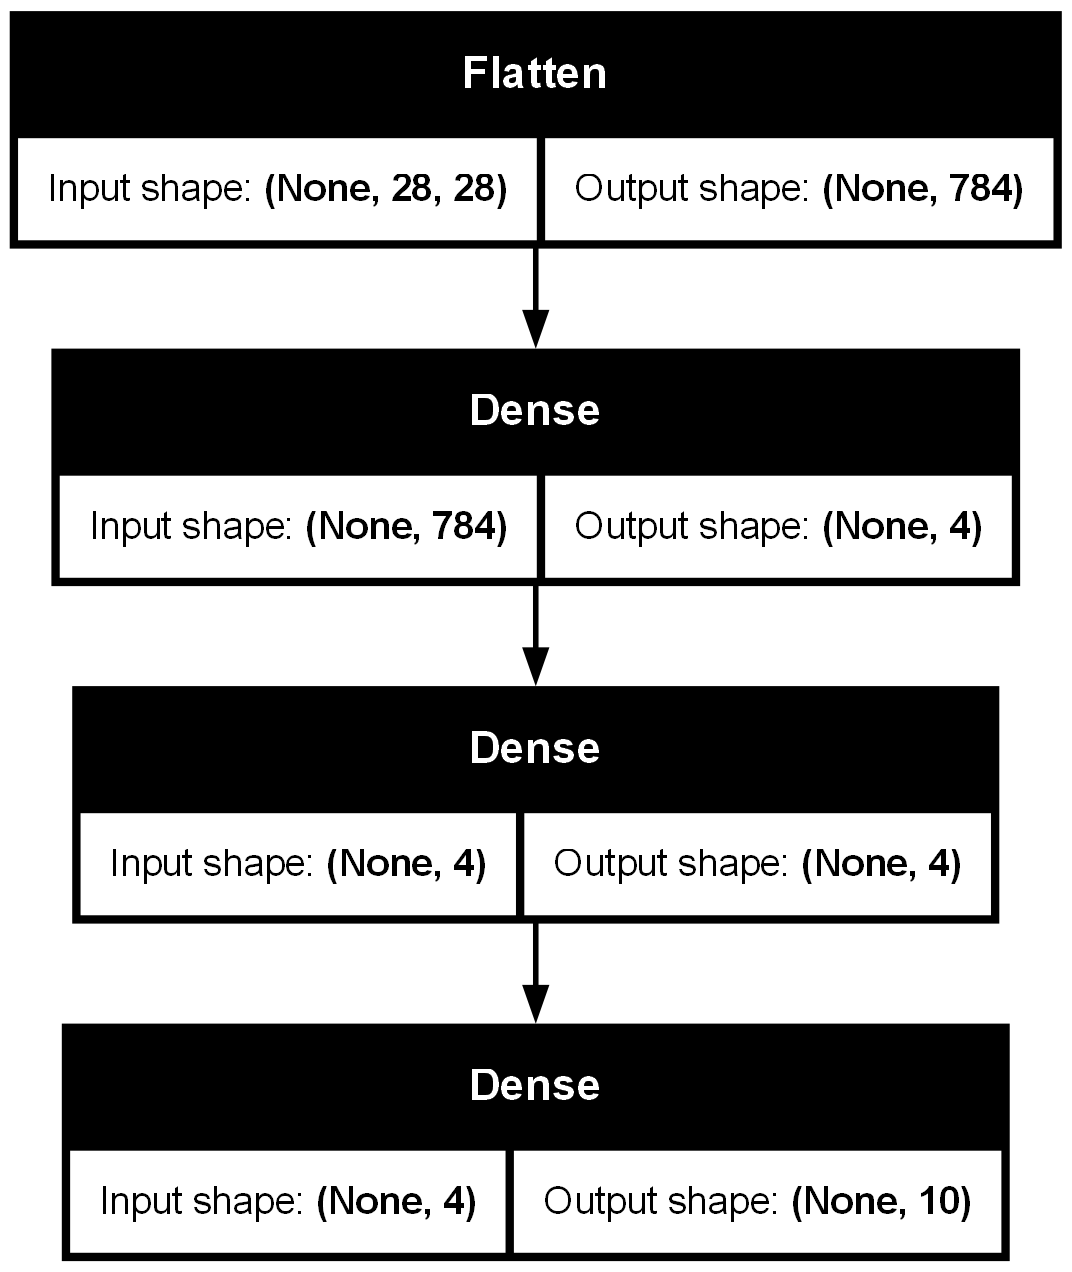 Flatten
Input shape: (None, 28, 28) Output shape: (None, 784)
Dense
Input shape: (None, 784) Output shape: (None, 4)
Dense
Input shape: (None, 4) Output shape: (None, 4)
Dense
Input shape: (None, 4) Output shape: (None, 10)